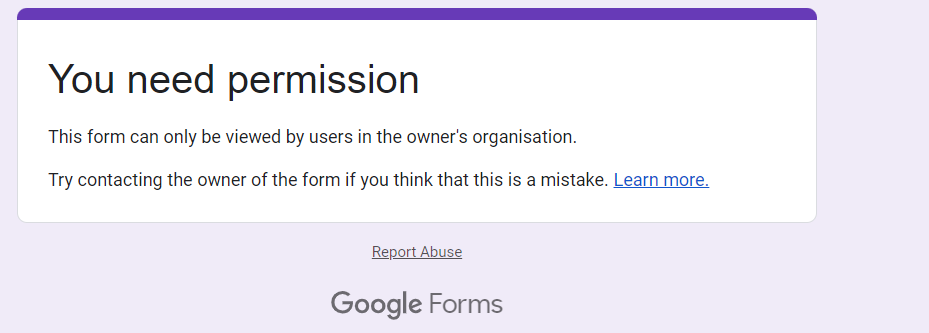 You need permission
This form can only be viewed by users in the owner's organisation.
Try contacting the owner of the form if you think that this is a mistake. Learn more.
Report Abuse
Google Forms